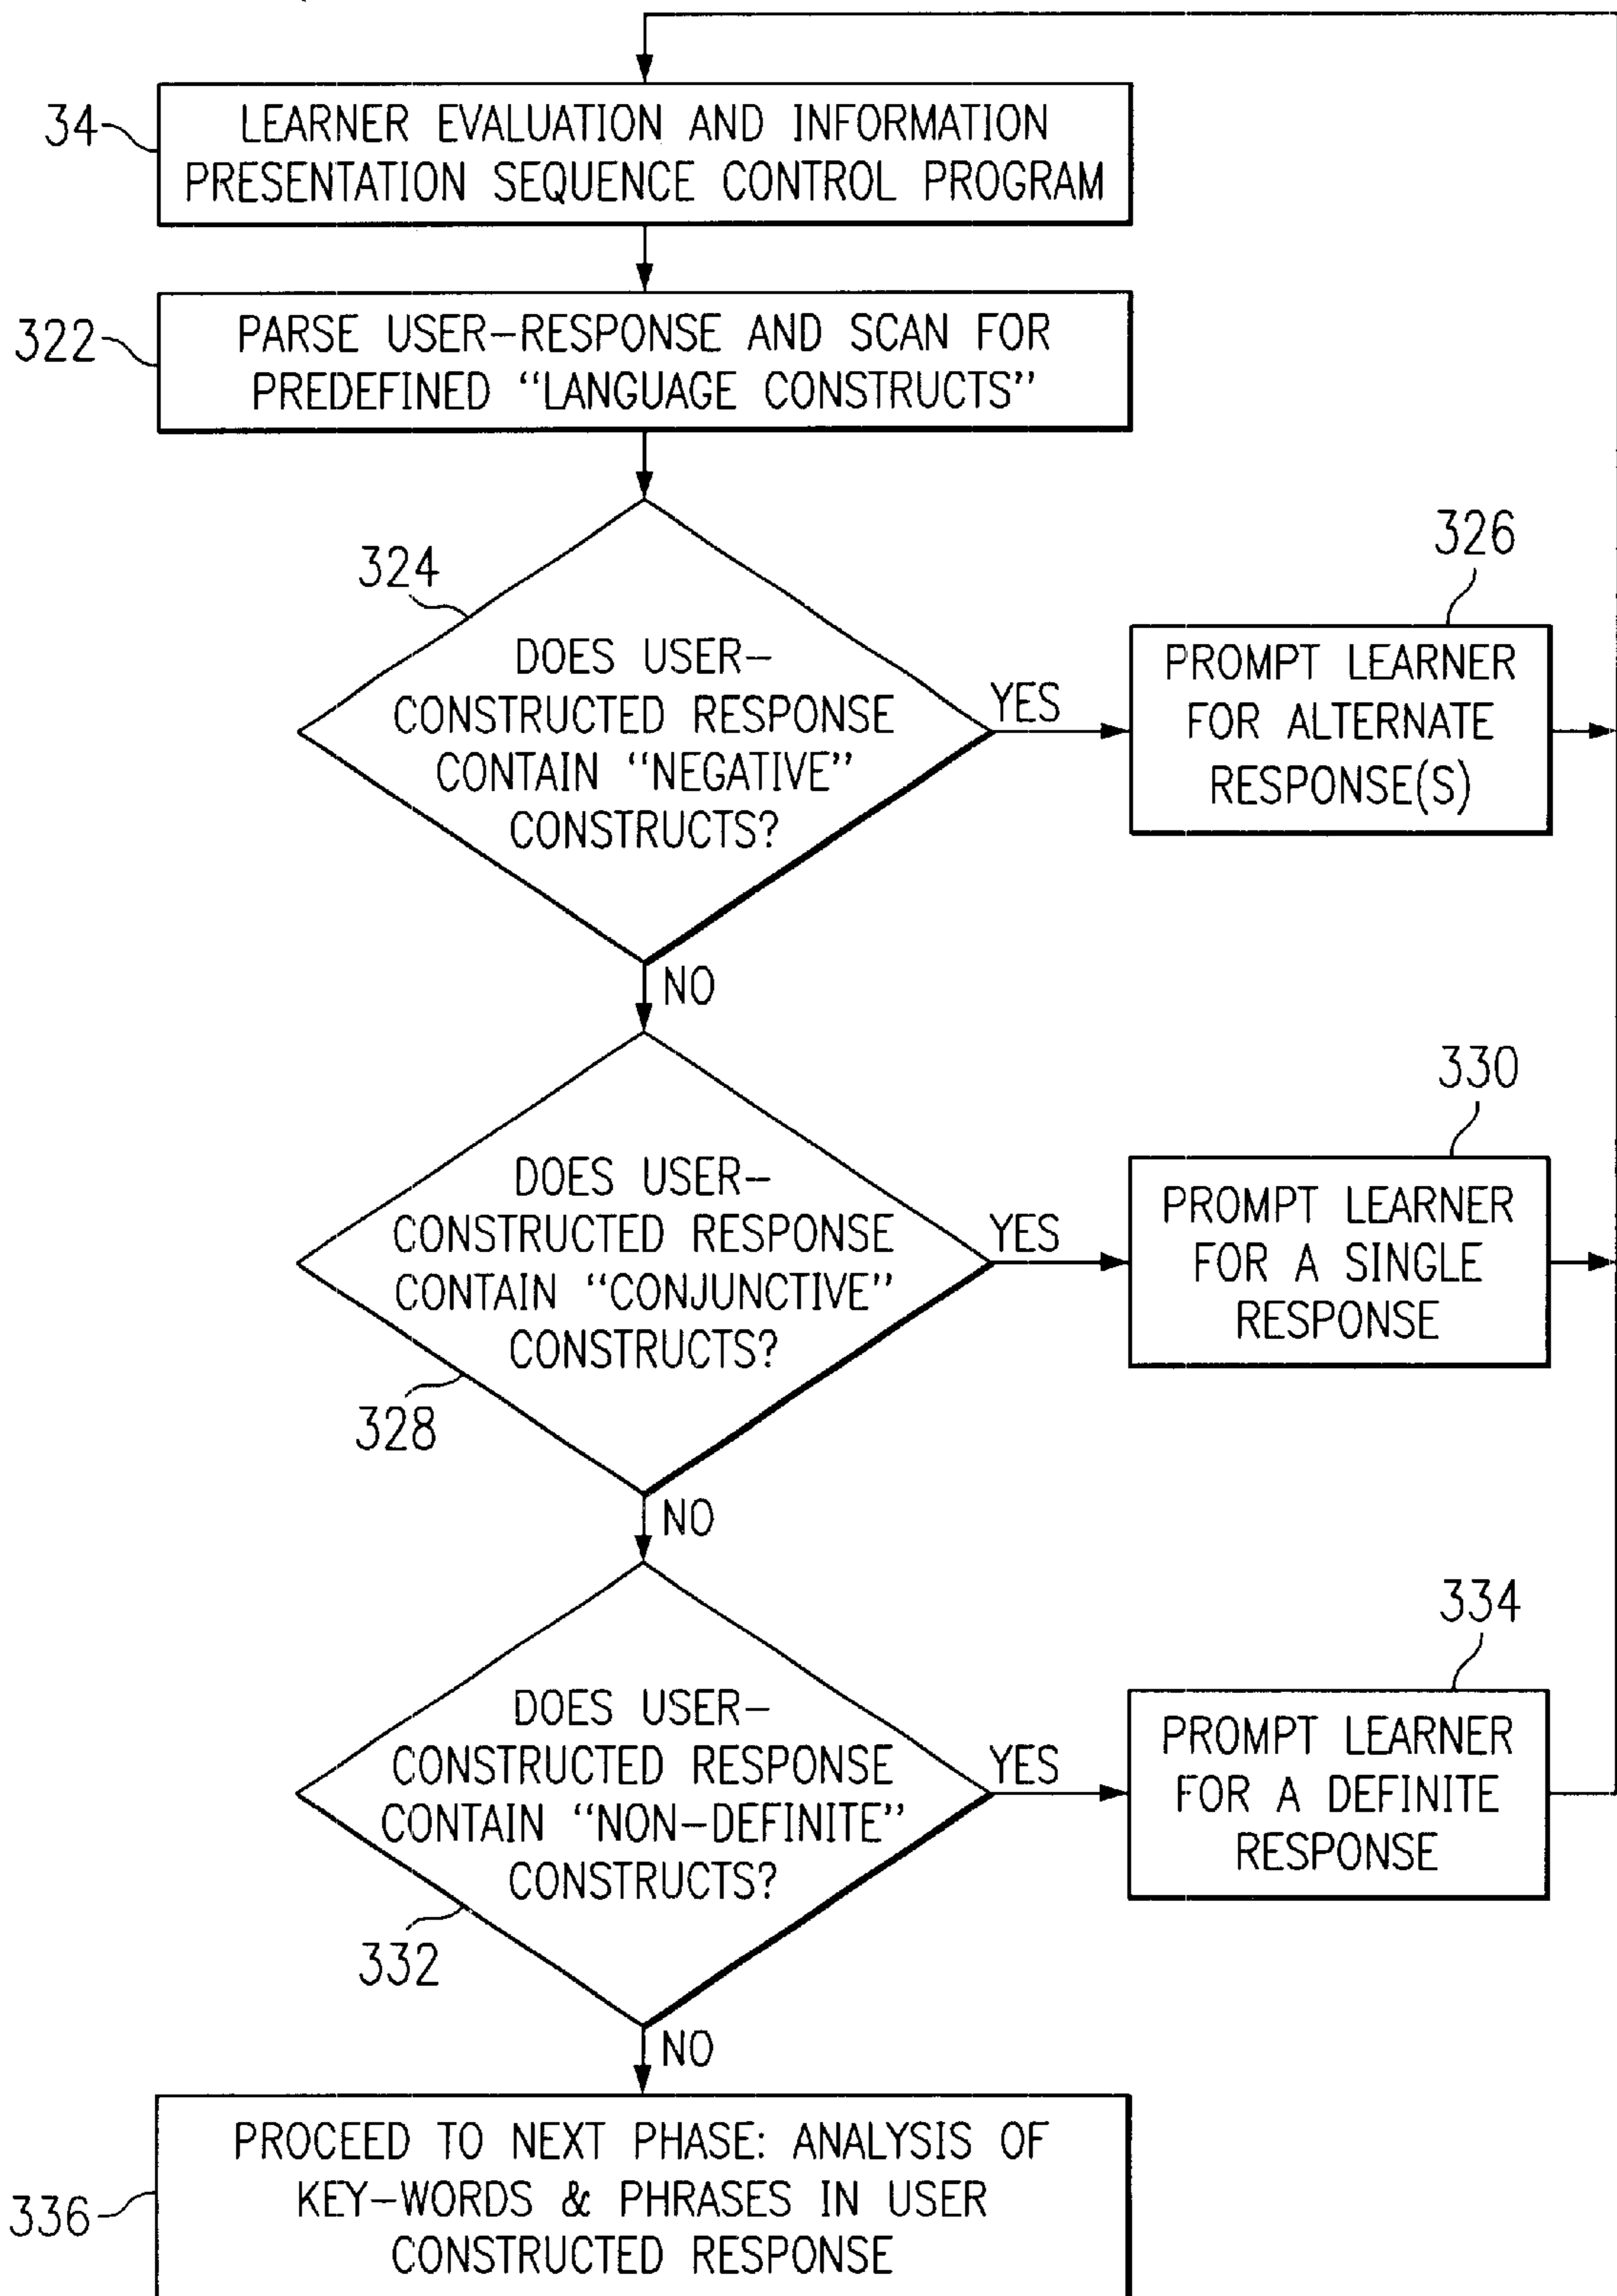 34
LEARNER EVALUATION AND INFORMATION
PRESENTATION SEQUENCE CONTROL PROGRAM
322
PARSE USER-RESPONSE AND SCAN FOR
PREDEFINED “LANGUAGE CONSTRUCTS”
324
DOES USER-
CONSTRUCTED RESPONSE
CONTAIN “NEGATIVE”
CONSTRUCTS?
YES
326
PROMPT LEARNER
FOR ALTERNATE
RESPONSE(S)
NO
DOES USER-
CONSTRUCTED RESPONSE
CONTAIN “CONJUNCTIVE”
CONSTRUCTS?
328
YES
330
PROMPT LEARNER
FOR A SINGLE
RESPONSE
NO
DOES USER-
CONSTRUCTED RESPONSE
CONTAIN “NON-DEFINITE”
CONSTRUCTS?
332
YES
334
PROMPT LEARNER
FOR A DEFINITE
RESPONSE
NO
336
PROCEED TO NEXT PHASE: ANALYSIS OF
KEY-WORDS & PHRASES IN USER
CONSTRUCTED RESPONSE